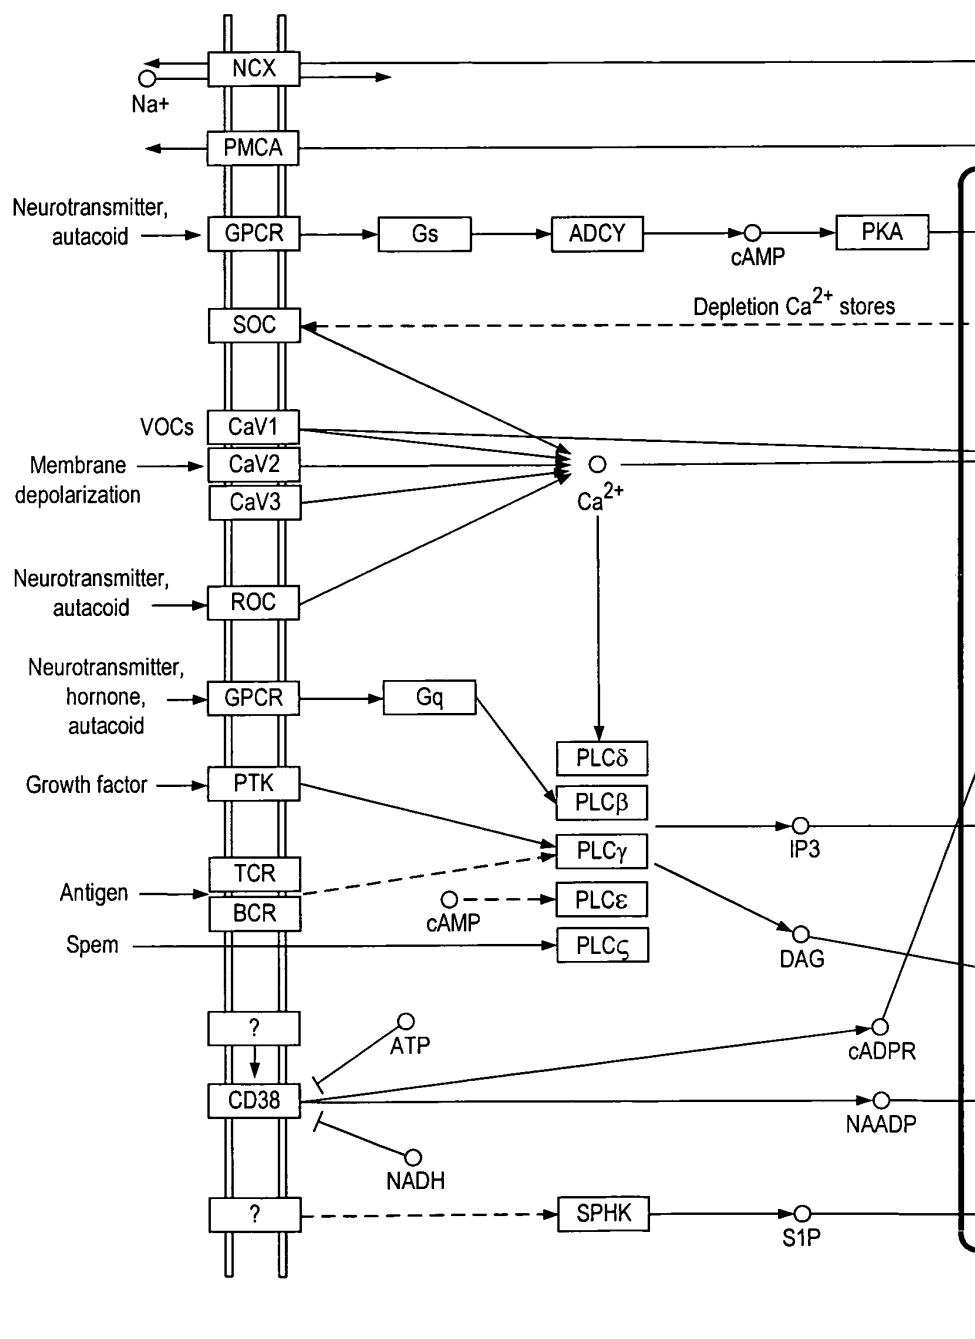 NCX
Na+
PMCA
Neurotransmitter,
autacoid
GPCR
Gs
ADCY
cAMP
PKA
SOC
Depletion Ca2+ stores
VOCs
CaV1
Membrane
depolarization
CaV2
CaV3
Ca2+
Neurotransmitter,
autacoid
ROC
Neurotransmitter,
hornone,
autacoid
GPCR
Gq
PLCδ
PLCβ
Growth factor
PTK
PLCγ
IP3
TCR
Antigen
BCR
cAMP
PLCε
Spem
PLCς
DAG
?
ATP
cADPR
CD38
NAADP
NADH
?
SPHK
S1P